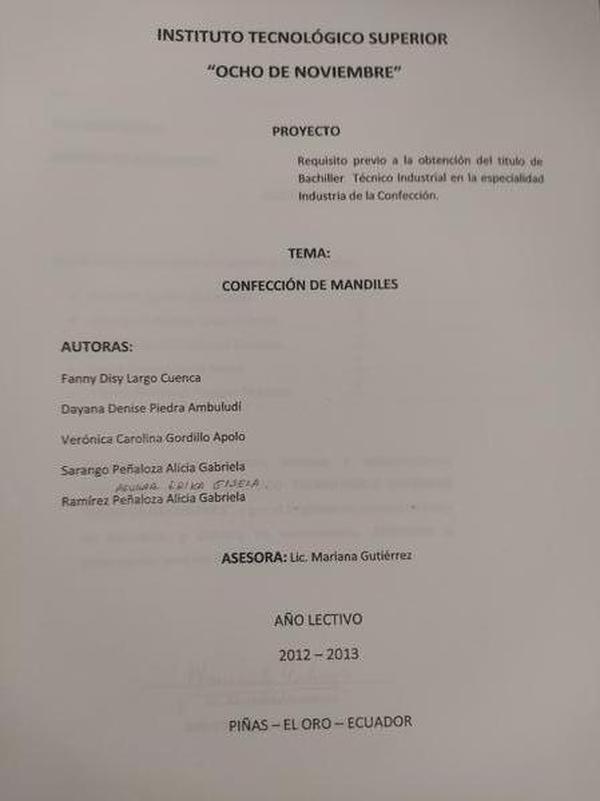 INSTITUTO TECNOLÓGICO SUPERIOR
“OCHO DE NOVIEMBRE”
PROYECTO
Requisito previo a la obtención del titulo de
Bachiller Técnico Industrial en la especialidad
Industria de la Confección.
TEMA:
CONFECCIÓN DE MANDILES
AUTORAS:
Fanny Disy Largo Cuenca
Dayana Denise Piedra Ambuludí
Verónica Carolina Gordillo Apolo
Sarango Peñaloza Alicia Gabriela
AGUILAR ERIKA GISELA.
Ramírez Peñaloza Alicia Gabriela
ASESORA: Lic. Mariana Gutiérrez
AÑO LECTIVO
2012 – 2013
PIÑAS – EL ORO – ECUADOR